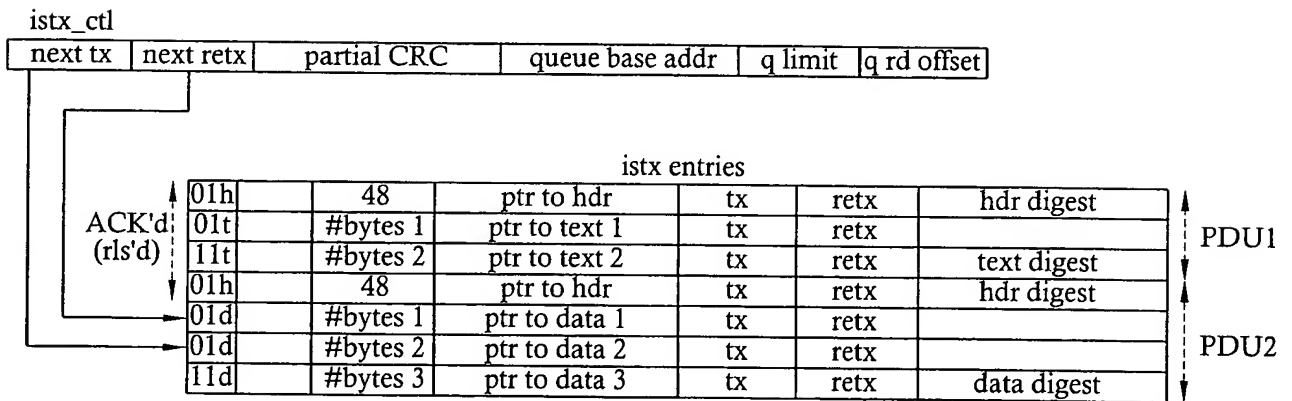 istx_ctl
next tx next retx partial CRC queue base addr q limit q rd offset
istx entries
01h 48 ptr to hdr tx retx hdr digest
ACK'd 01t #bytes 1 ptr to text 1 tx retx PDU1
(rls'd) 11t #bytes 2 ptr to text 2 tx retx text digest
01h 48 ptr to hdr tx retx hdr digest
01d #bytes 1 ptr to data 1 tx retx
01d #bytes 2 ptr to data 2 tx retx PDU2
11d #bytes 3 ptr to data 3 tx retx data digest